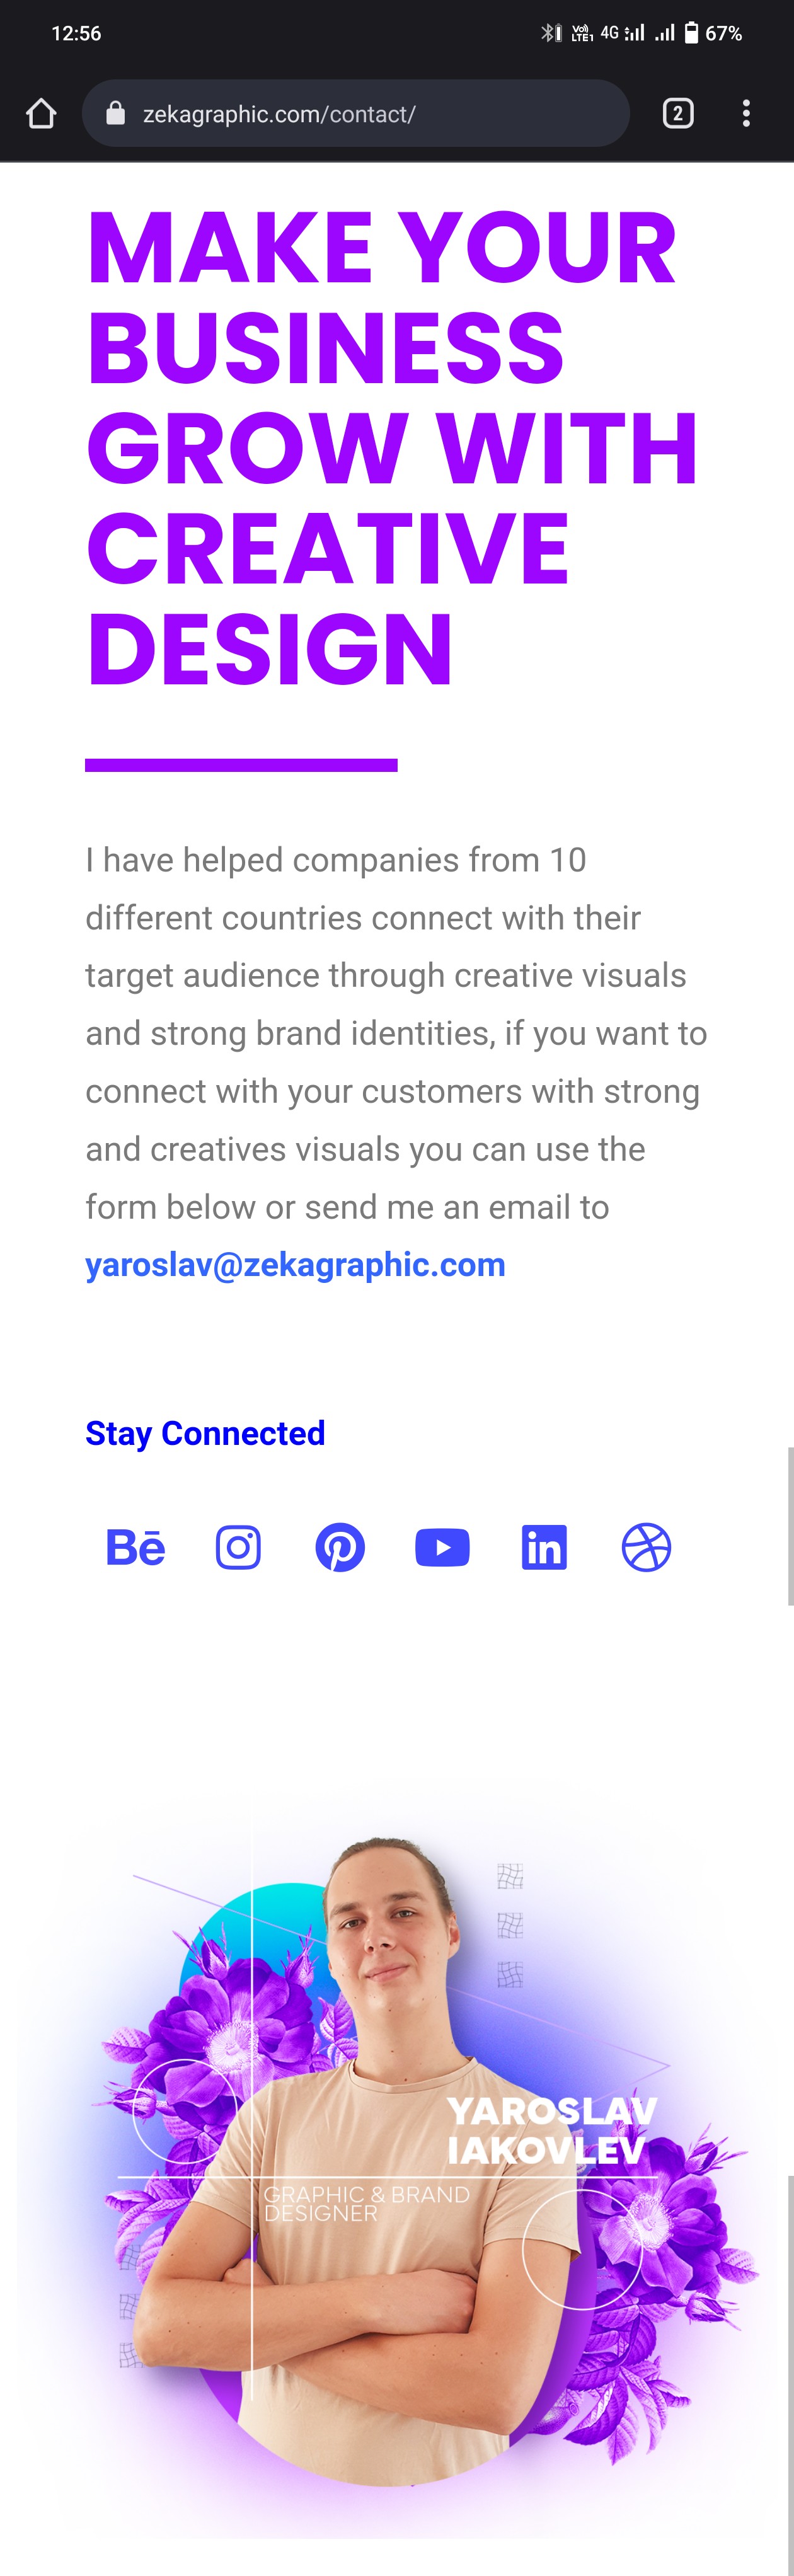 12:56
Vo) LTE1 4G 67%
zekagraphic.com/contact/
2
MAKE YOUR
BUSINESS
GROW WITH
CREATIVE
DESIGN
I have helped companies from 10
different countries connect with their
target audience through creative visuals
and strong brand identities, if you want to
connect with your customers with strong
and creatives visuals you can use the
form below or send me an email to
yaroslav@zekagraphic.com
Stay Connected
Bē
in
YAROSLAV
IAKOVLEV
GRAPHIC & BRAND
DESIGNER